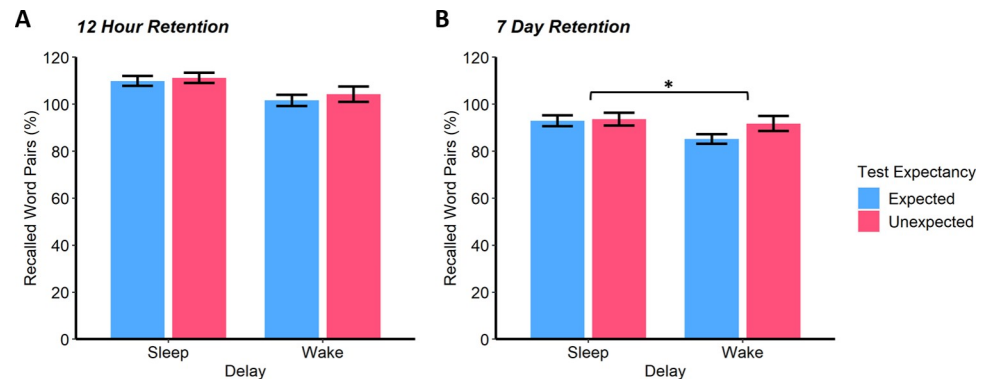 A
12 Hour Retention
Recalled Word Pairs (%)
120
100
80
60
40
20
0
Sleep
Wake
Delay
B
7 Day Retention
Recalled Word Pairs (%)
120
100
80
60
40
20
0
*
Sleep
Wake
Delay
Test Expectancy
Expected
Unexpected